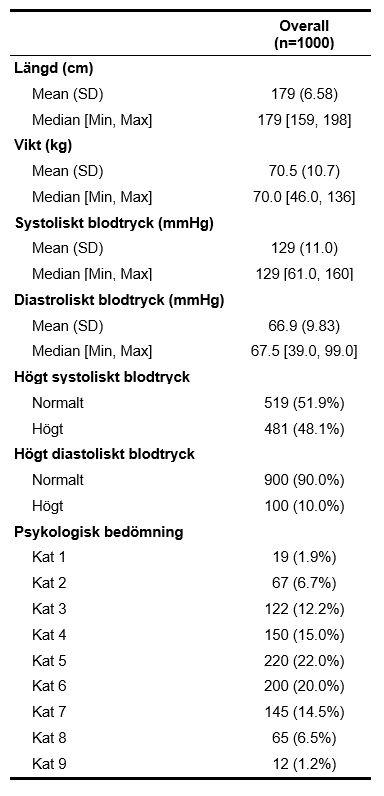 Overall
(n=1000)
Längd (cm)
Mean (SD) 179 (6.58)
Median [Min, Max] 179 [159, 198]
Vikt (kg)
Mean (SD) 70.5 (10.7)
Median [Min, Max] 70.0 [46.0, 136]
Systoliskt blodtryck (mmHg)
Mean (SD) 129 (11.0)
Median [Min, Max] 129 [61.0, 160]
Diastroliskt blodtryck (mmHg)
Mean (SD) 66.9 (9.83)
Median [Min, Max] 67.5 [39.0, 99.0]
Högt systoliskt blodtryck
Normalt 519 (51.9%)
Högt 481 (48.1%)
Högt diastoliskt blodtryck
Normalt 900 (90.0%)
Högt 100 (10.0%)
Psykologisk bedömning
Kat 1 19 (1.9%)
Kat 2 67 (6.7%)
Kat 3 122 (12.2%)
Kat 4 150 (15.0%)
Kat 5 220 (22.0%)
Kat 6 200 (20.0%)
Kat 7 145 (14.5%)
Kat 8 65 (6.5%)
Kat 9 12 (1.2%)